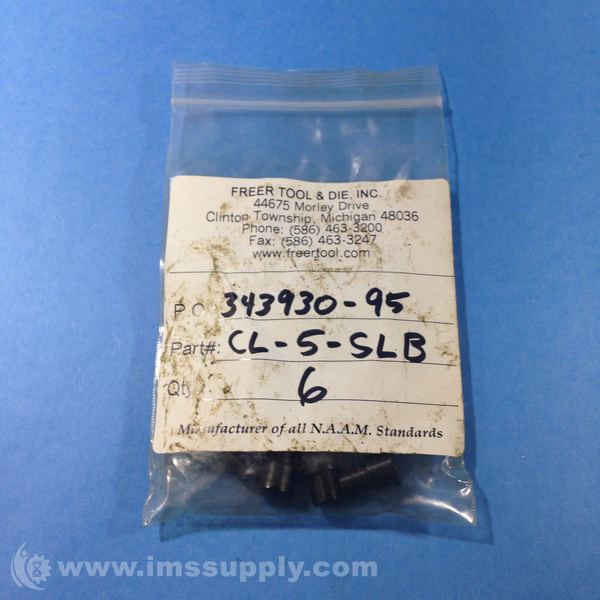 FREER TOOL & DIE, INC.
44675 Morley Drive
Clinton Township, Michigan 48036
Phone: (586) 463-3200
Fax: (586) 463-3247
www.freertool.com
P.O. 343930-95
Part#: CL-5-SLB
Qty 6
Manufacturer of all N.A.A.M. Standards
www.imssupply.com